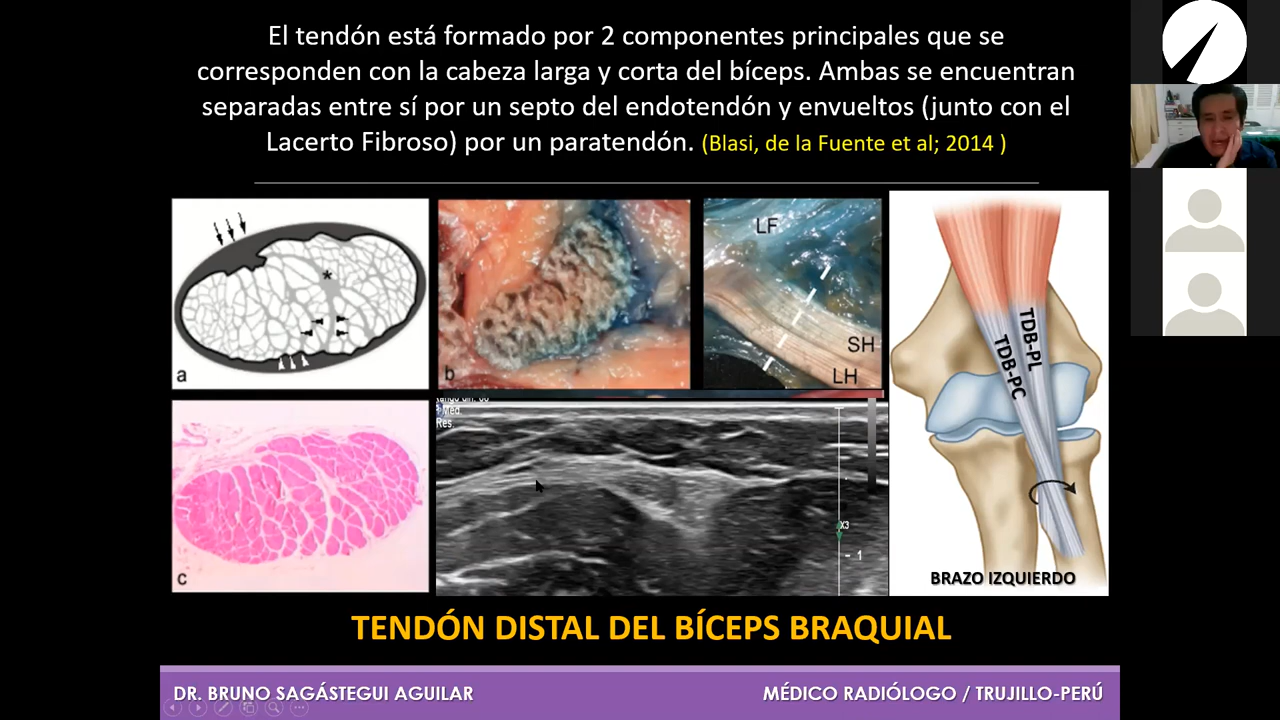 El tendón está formado por 2 componentes principales que se
corresponden con la cabeza larga y corta del bíceps. Ambas se encuentran
separadas entre sí por un septo del endotendón y envueltos (junto con el
Lacerto Fibroso) por un paratendón. (Blasi, de la Fuente et al; 2014 )
*
a
b
LF
SH
LH
c
Med.
Res.
X3
- 1
TDB-PL
TDB-PC
BRAZO IZQUIERDO
TENDÓN DISTAL DEL BÍCEPS BRAQUIAL
DR. BRUNO SAGÁSTEGUI AGUILAR
MÉDICO RADIÓLOGO / TRUJILLO-PERÚ